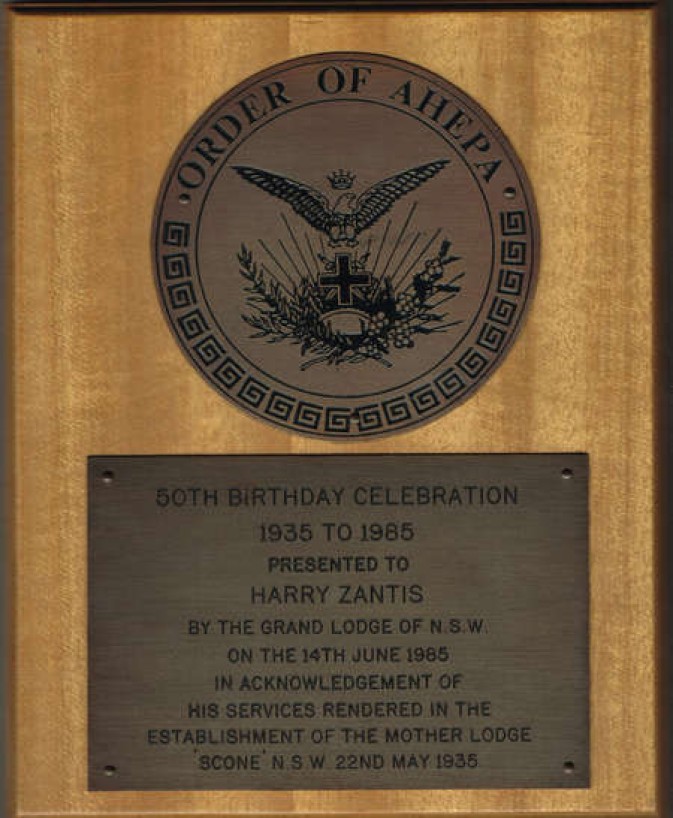 ORDER OF AHEPA
50TH BIRTHDAY CELEBRATION
1935 TO 1985
PRESENTED TO
HARRY ZANTIS
BY THE GRAND LODGE OF N.S.W.
ON THE 14TH JUNE 1985
IN ACKNOWLEDGEMENT OF
HIS SERVICES RENDERED IN THE
ESTABLISHMENT OF THE MOTHER LODGE
'SCONE' N S W 22ND MAY 1935